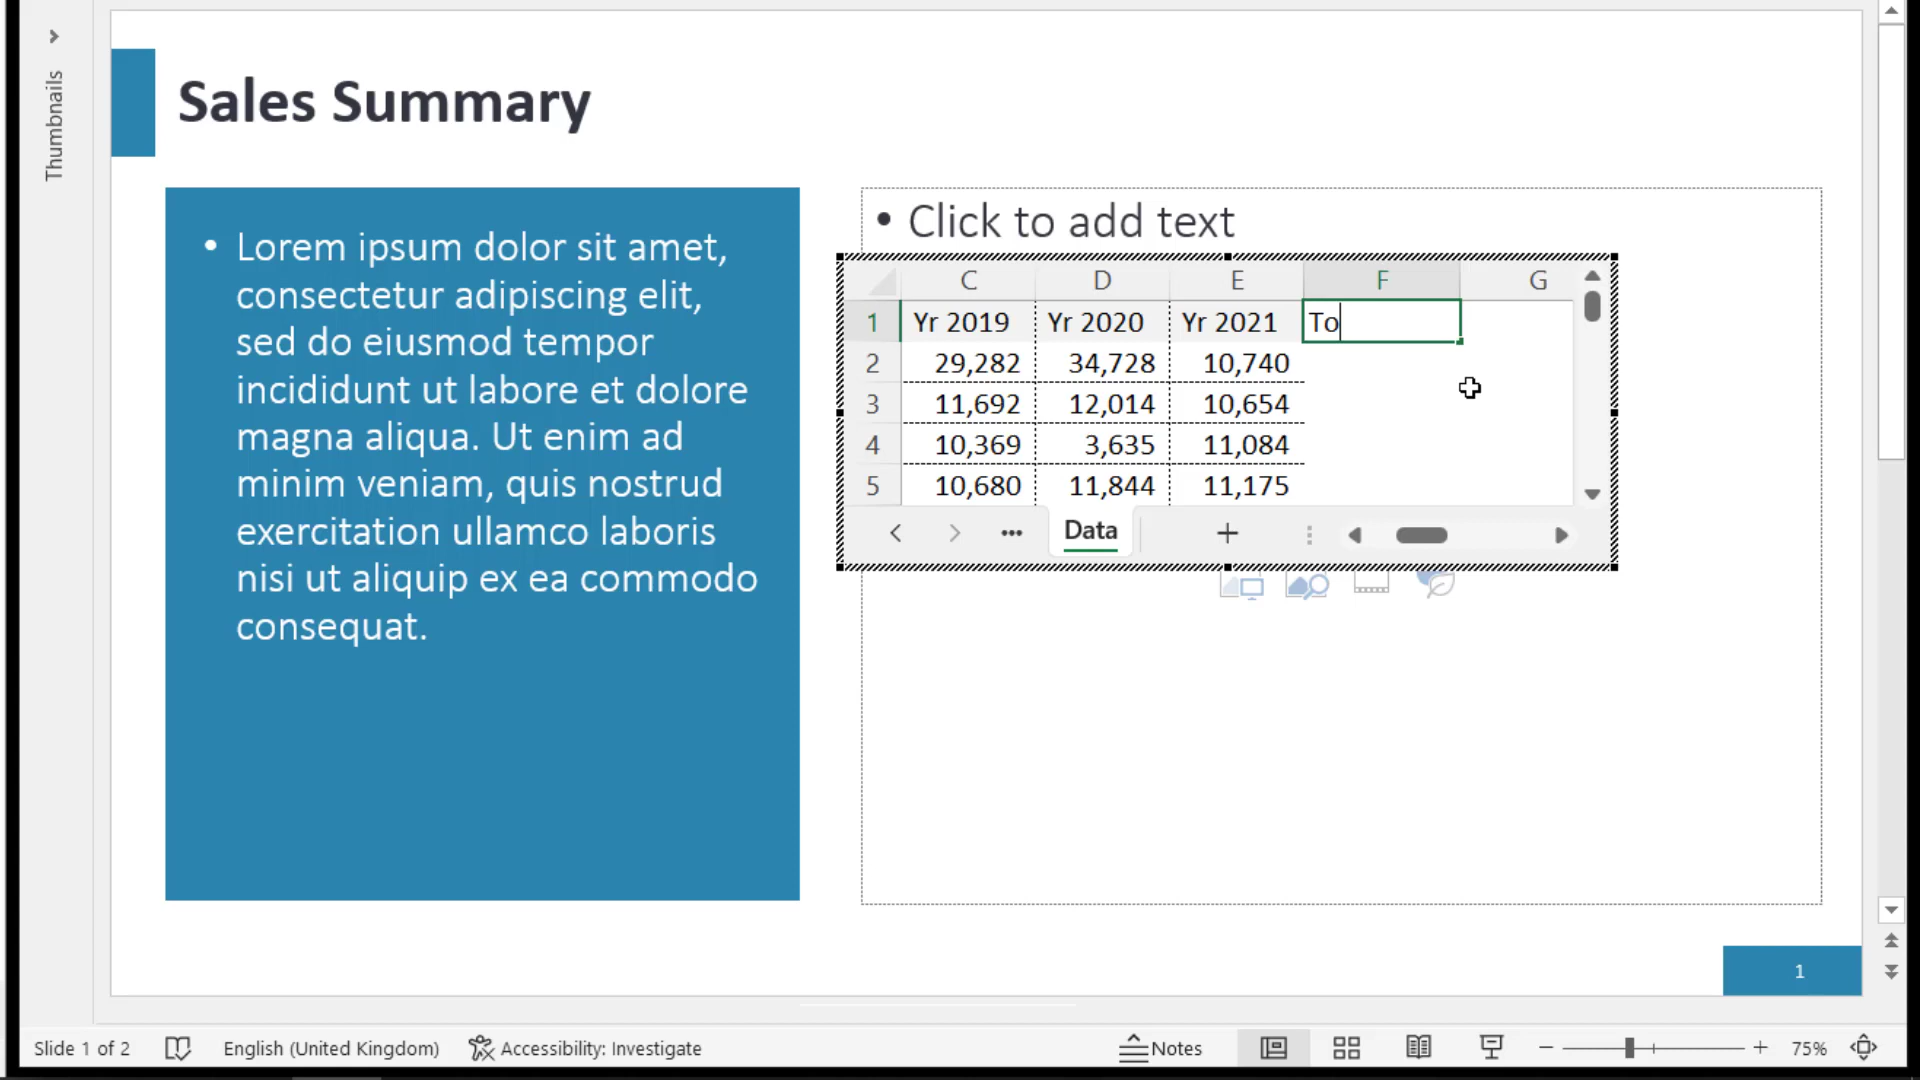 Thumbnails
Sales Summary
• Lorem ipsum dolor sit amet,
consectetur adipiscing elit,
sed do eiusmod tempor
incididunt ut labore et dolore
magna aliqua. Ut enim ad
minim veniam, quis nostrud
exercitation ullamco laboris
nisi ut aliquip ex ea commodo
consequat.
• Click to add text
C D E F G
1 Yr 2019 Yr 2020 Yr 2021 To
2 29,282 34,728 10,740
3 11,692 12,014 10,654
4 10,369 3,635 11,084
5 10,680 11,844 11,175
Data
1
Slide 1 of 2 English (United Kingdom) Accessibility: Investigate Notes 75%